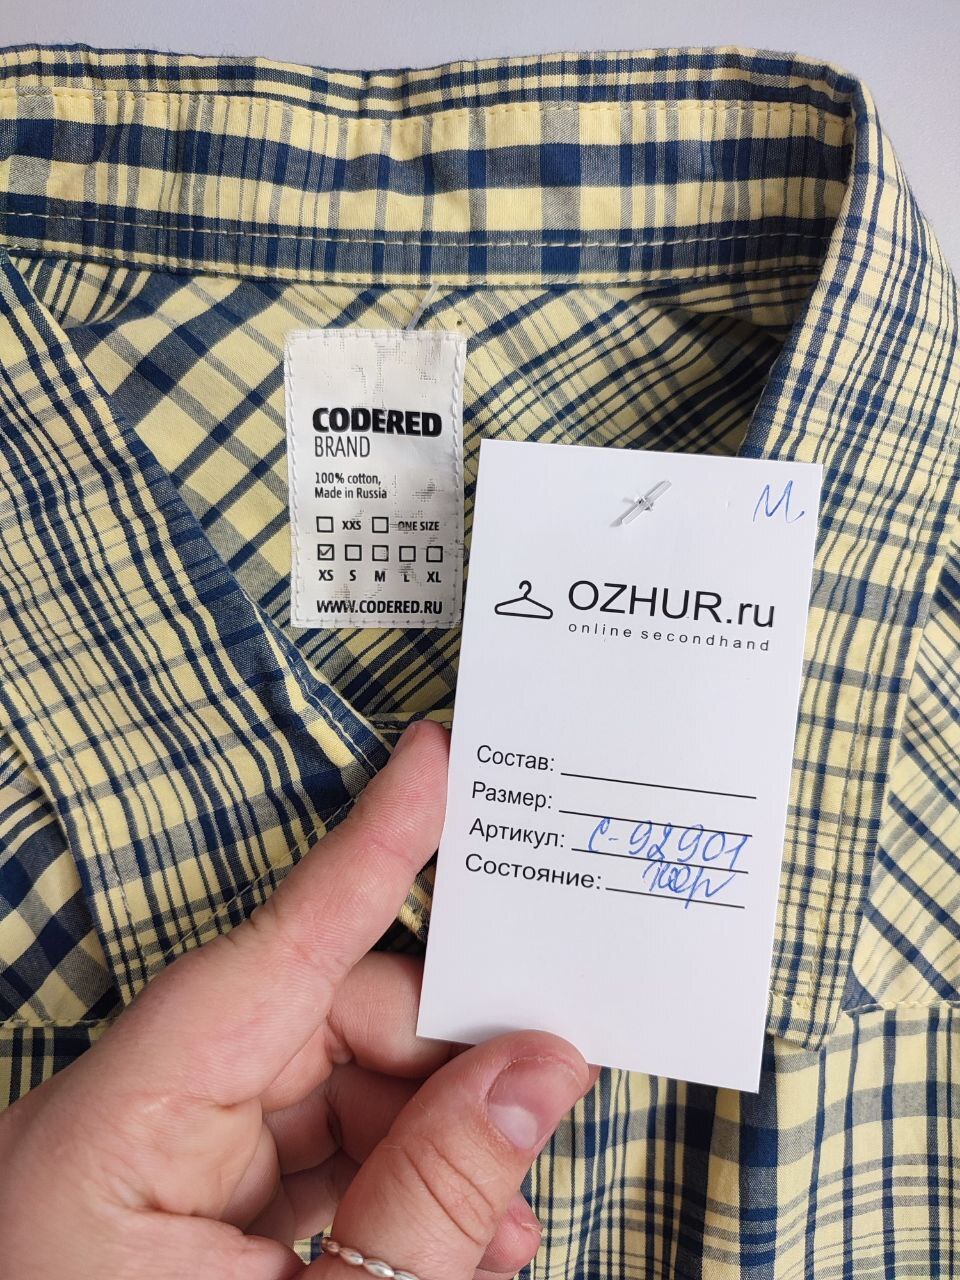 CODERED
BRAND
100% cotton,
Made in Russia
XXS ONE SIZE
XS S M L XL
WWW.CODERED.RU
М
OZHUR.ru
online secondhand
Состав:
Размер:
Артикул: С-92901
Состояние: хор